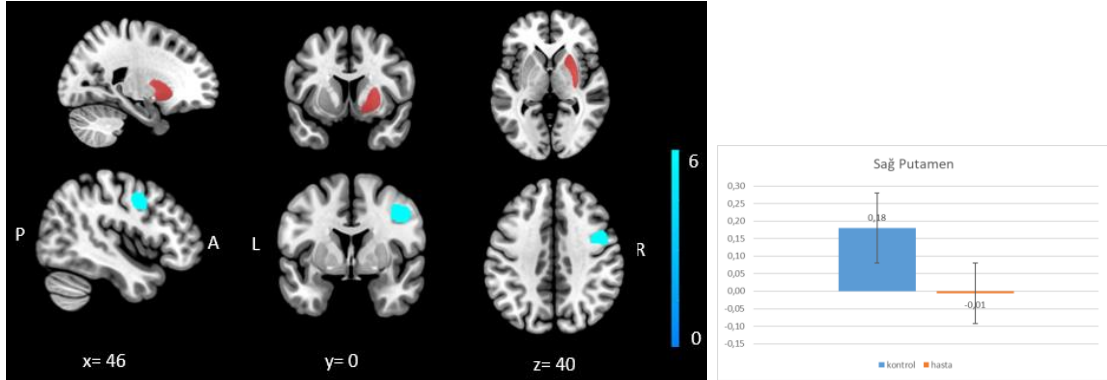 6
P
A
L
R
0
x= 46
y= 0
z= 40
Sağ Putamen
0,30
0,25
0,20
0,15
0,10
0,05
0,00
-0,05
-0,10
-0,15
0,18
-0,01
kontrol
hasta